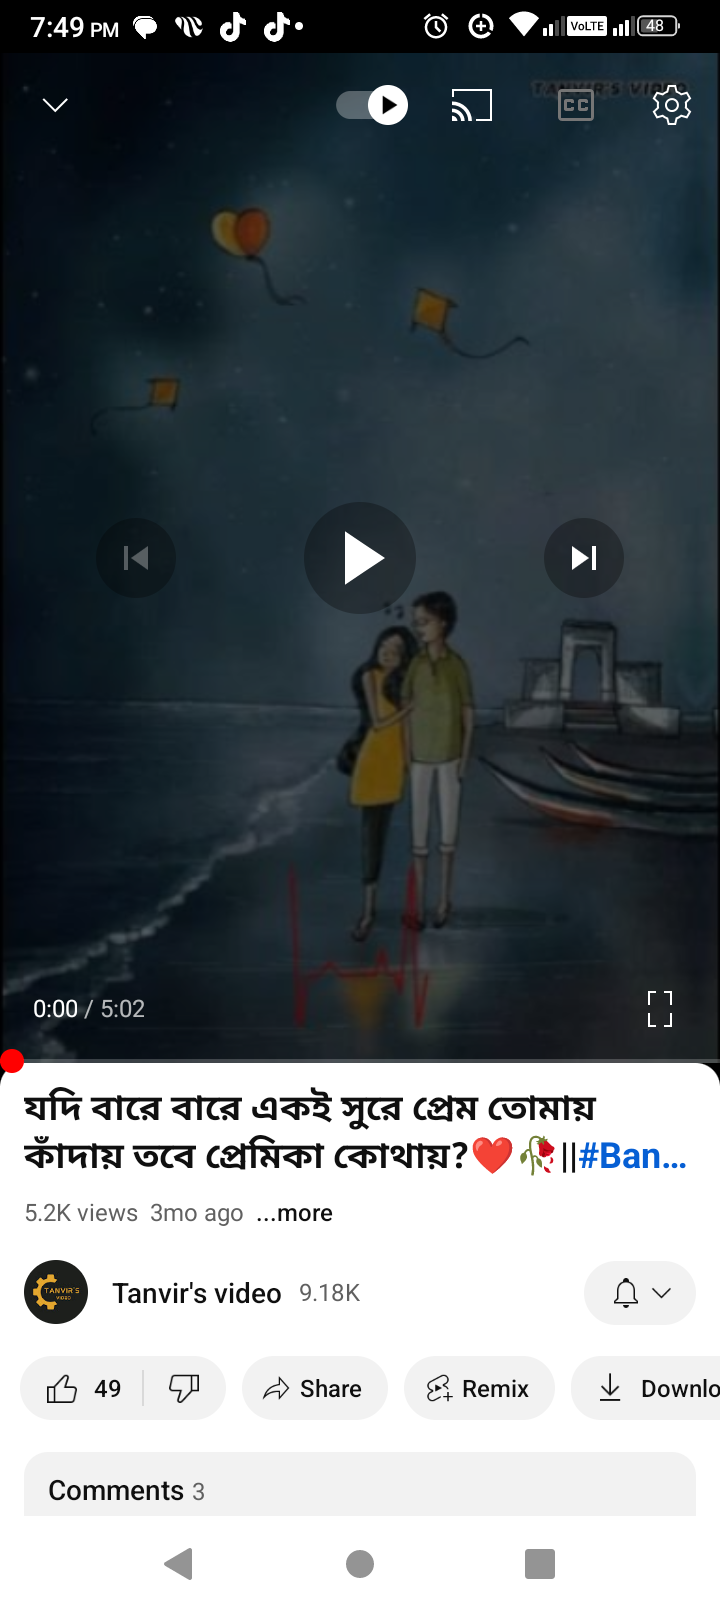 7:49 PM
VoLTE
48
TANVIR'S VIDEO
CC
0:00 / 5:02
যদি বারে বারে একই সুরে প্রেম তোমায়
কাঁদায় তবে প্রেমিকা কোথায়?❤️🥀||#Ban...
5.2K views 3mo ago ...more
TANVIR'S
VIDEO
Tanvir's video 9.18K
49
Share
Remix
Downlo
Comments 3